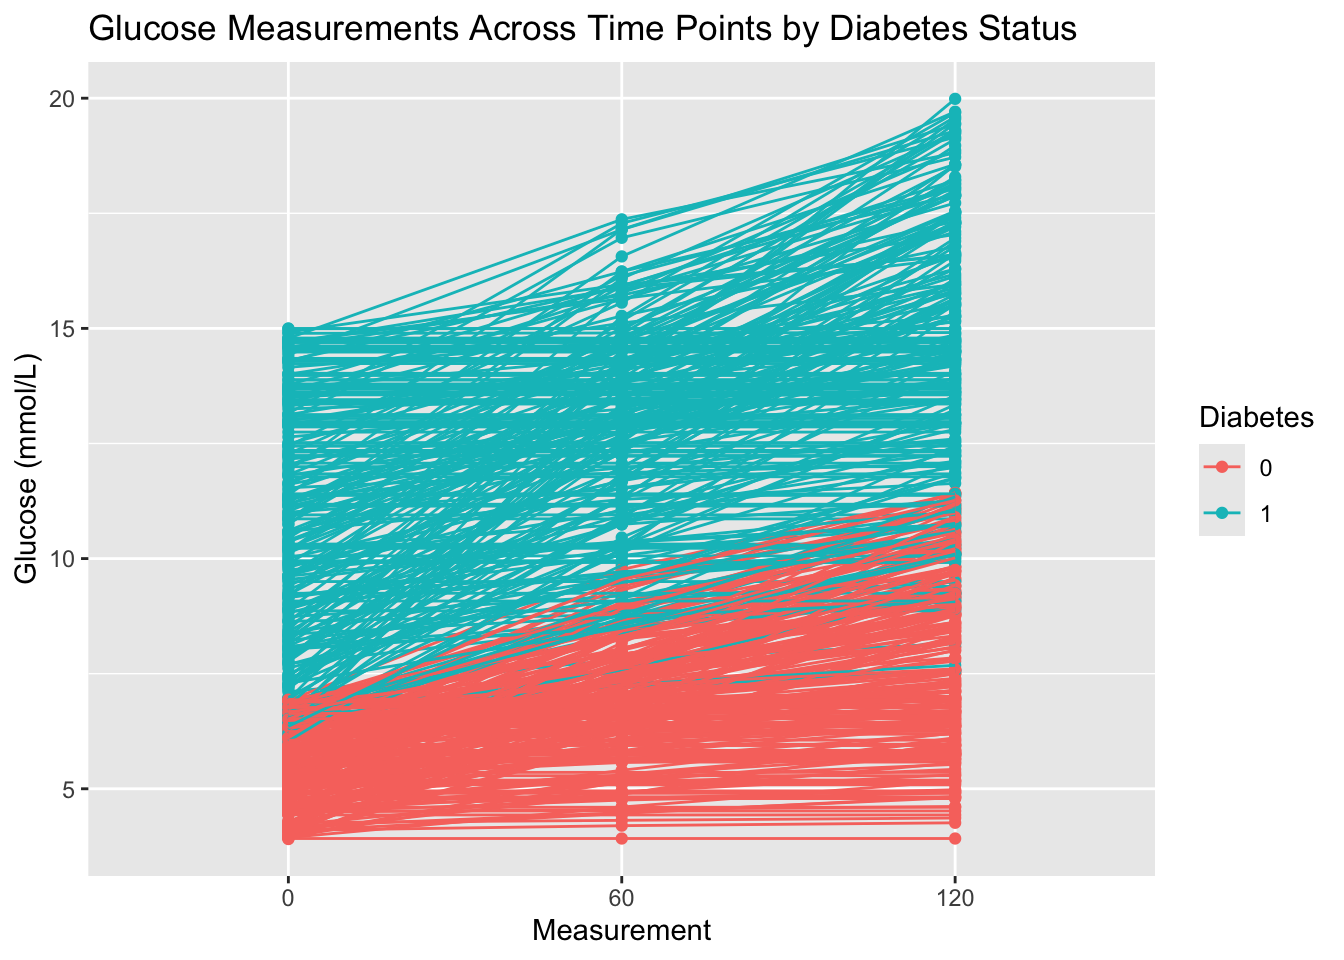 Glucose Measurements Across Time Points by Diabetes Status
20
15
10
5
Glucose (mmol/L)
0
60
120
Measurement
Diabetes
0
1